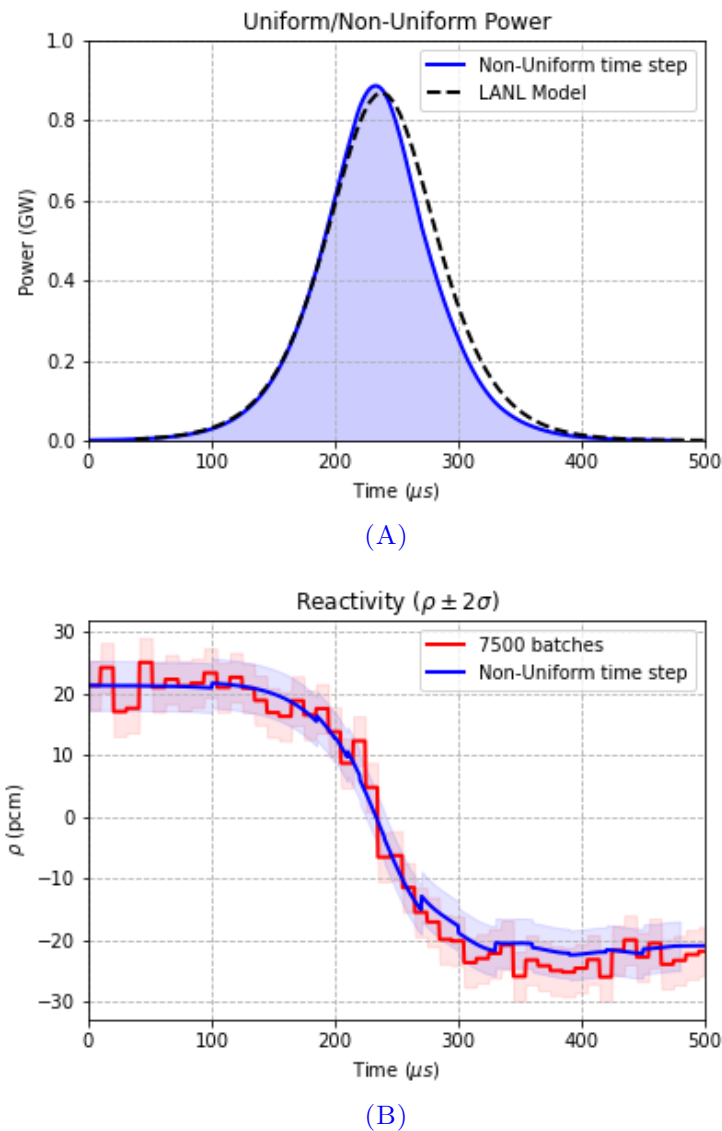 Uniform/Non-Uniform Power
1.0
0.8
0.6
0.4
0.2
0.0
Power (GW)
Non-Uniform time step
LANL Model
0 100 200 300 400 500
Time (μs)
(A)
Reactivity (ρ ± 2σ)
30
20
10
0
−10
−20
−30
ρ (pcm)
7500 batches
Non-Uniform time step
0 100 200 300 400 500
Time (μs)
(B)